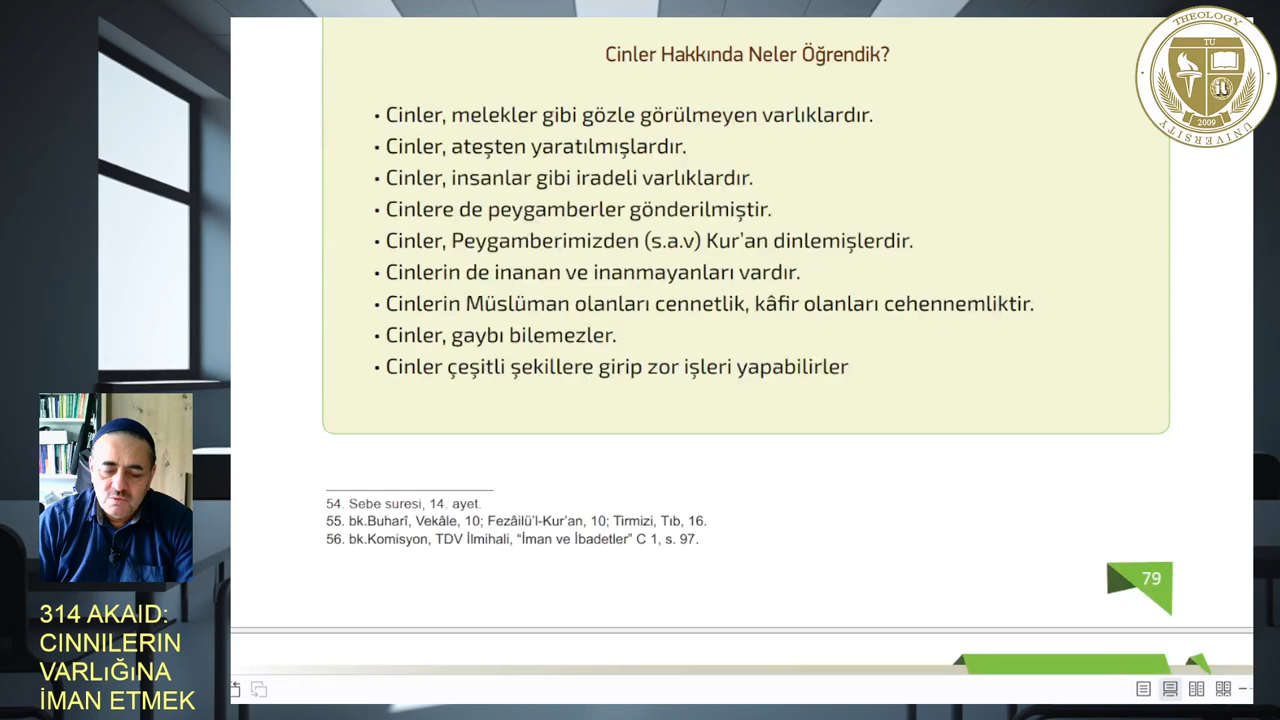 Cinler Hakkında Neler Öğrendik?
• Cinler, melekler gibi gözle görülmeyen varlıklardır.
• Cinler, ateşten yaratılmışlardır.
• Cinler, insanlar gibi iradeli varlıklardır.
• Cinlere de peygamberler gönderilmiştir.
• Cinler, Peygamberimizden (s.a.v) Kur’an dinlemişlerdir.
• Cinlerin de inanan ve inanmayanları vardır.
• Cinlerin Müslüman olanları cennetlik, kâfir olanları cehennemliktir.
• Cinler, gaybı bilemezler.
• Cinler çeşitli şekillere girip zor işleri yapabilirler
54. Sebe suresi, 14. ayet.
55. bk.Buharî, Vekâle, 10; Fezâilü’l-Kur’an, 10; Tirmizi, Tıb, 16.
56. bk.Komisyon, TDV İlmihali, “İman ve İbadetler” C 1, s. 97.
79
THEOLOGY
TU
2009
UNIVERSITY
314 AKAID:
CINNILERIN
VARLıĞıNA
İMAN ETMEK